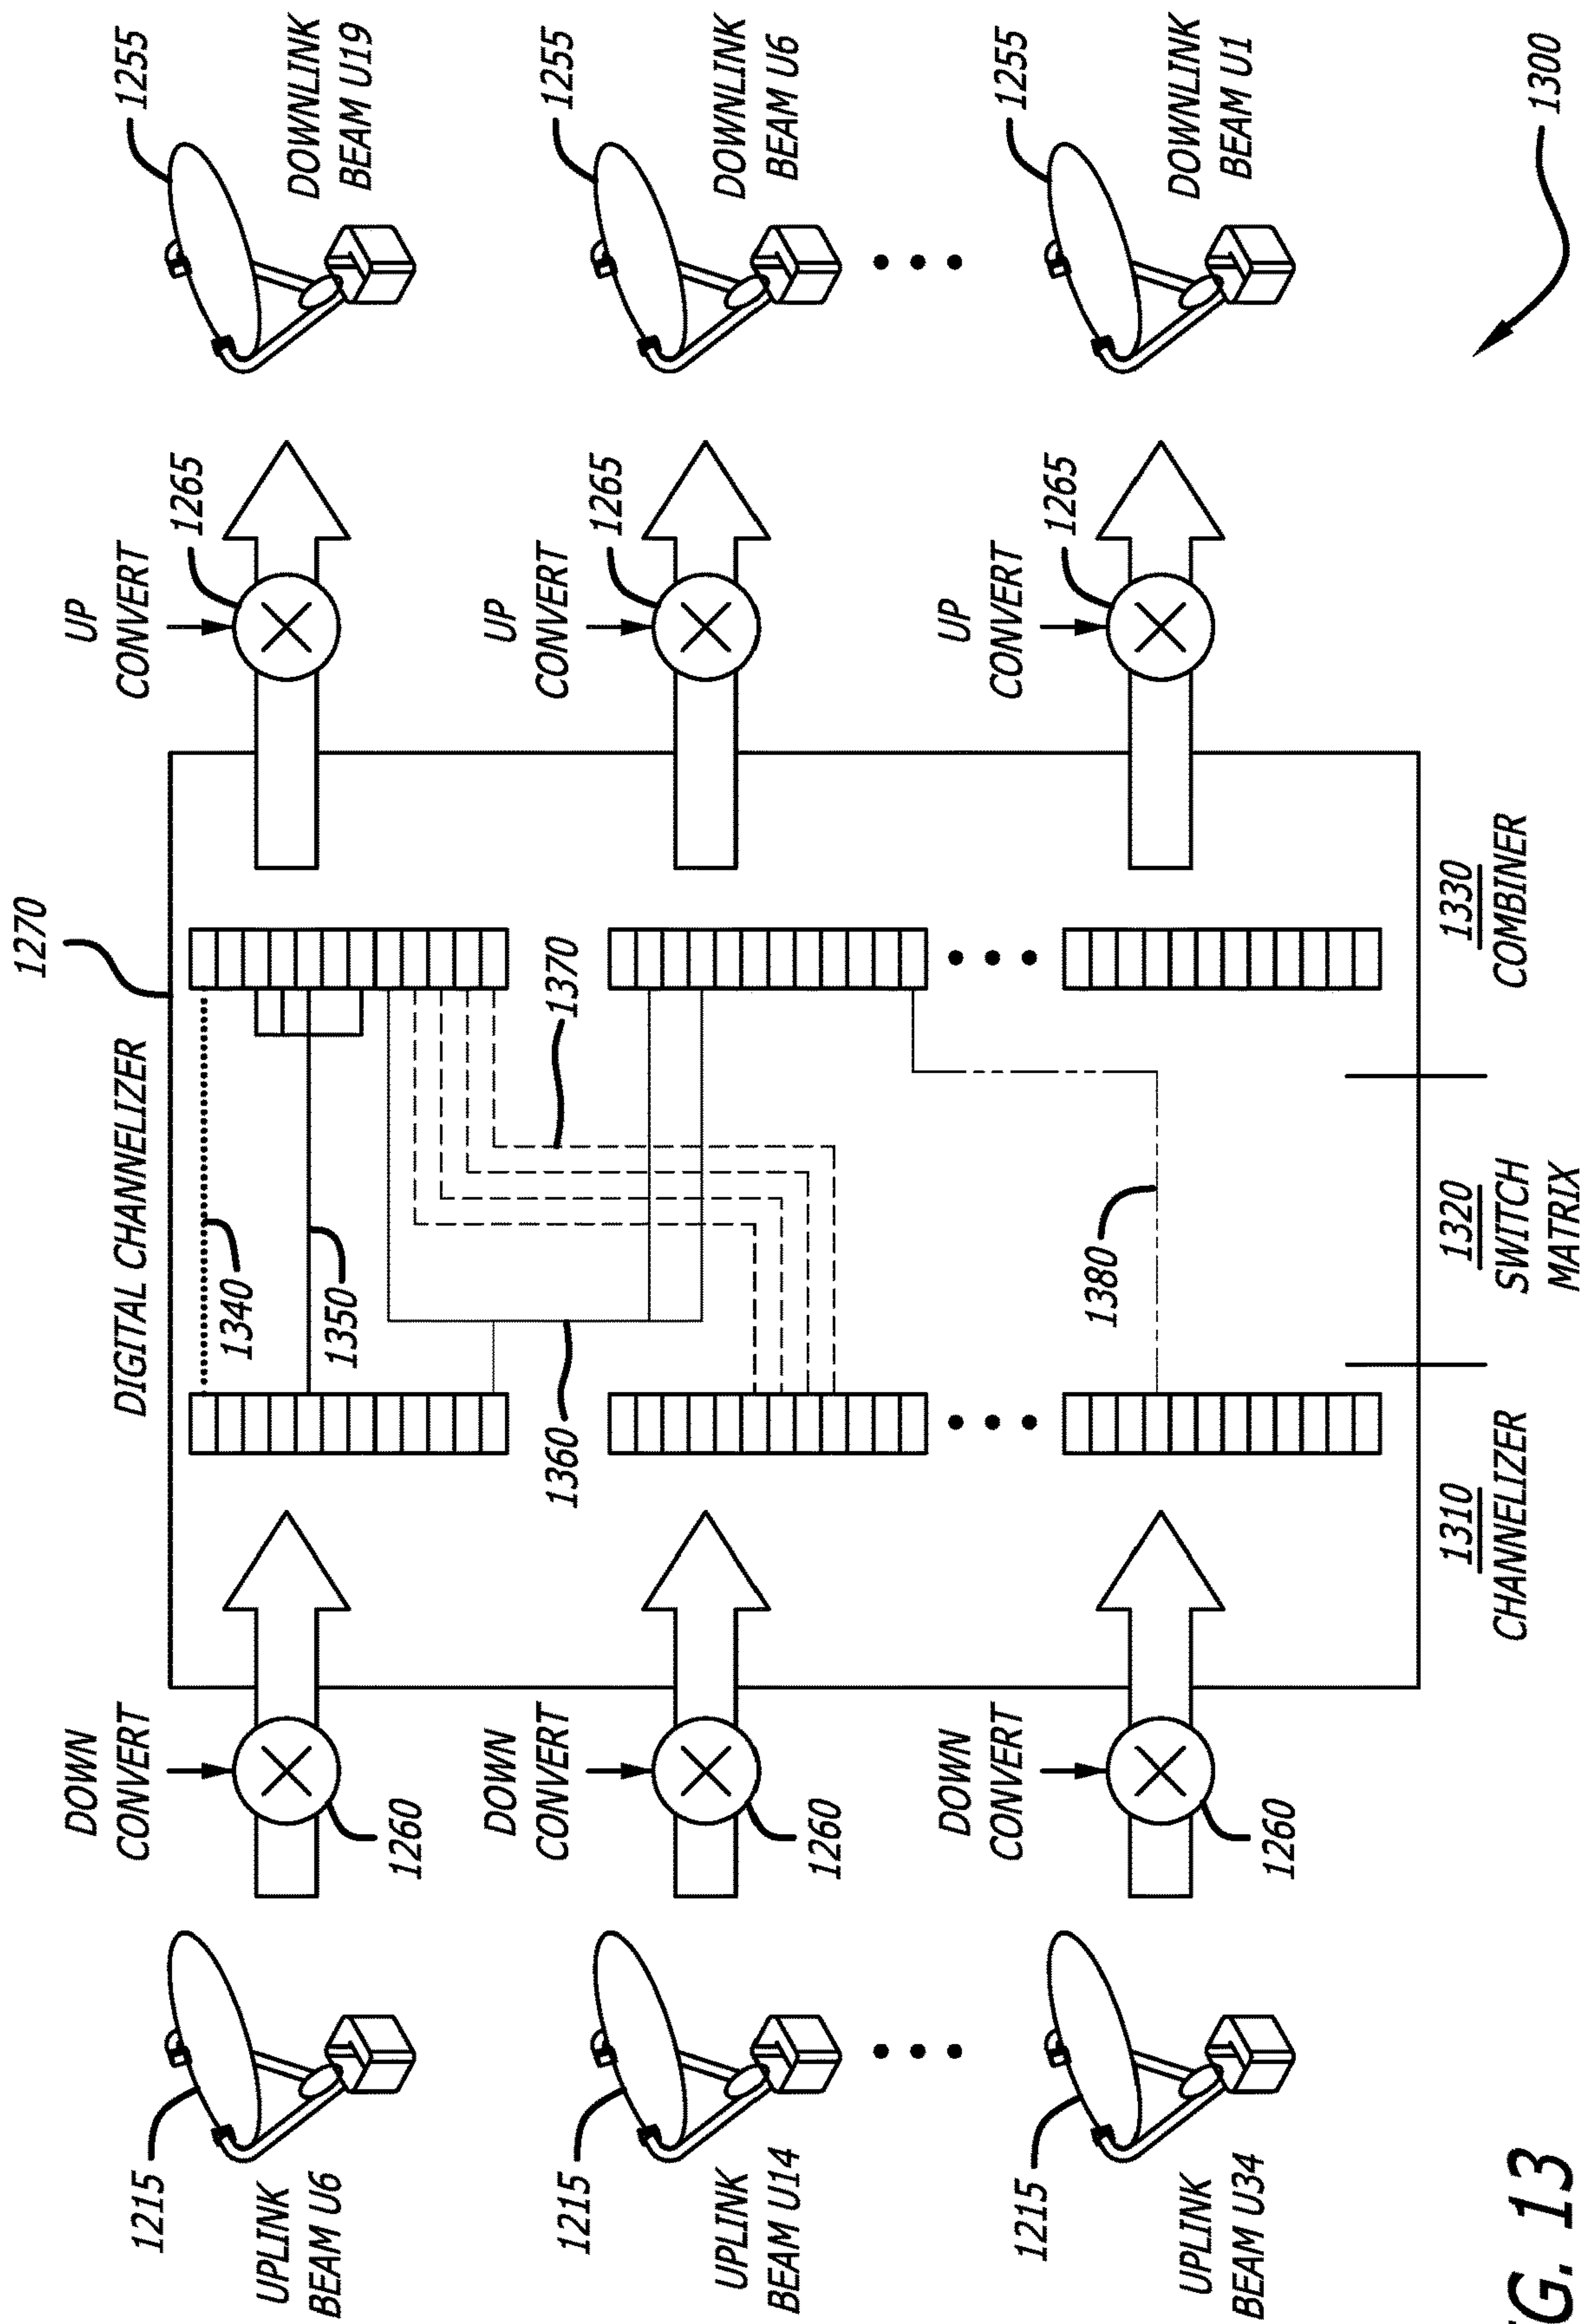 1270
DIGITAL CHANNELIZER
1215
UPLINK
BEAM U6
DOWN
CONVERT
1260
1340
1350
1360
1370
UP
CONVERT
1265
1255
DOWNLINK
BEAM U19
1215
UPLINK
BEAM U14
DOWN
CONVERT
1260
UP
CONVERT
1265
1255
DOWNLINK
BEAM U6
1215
UPLINK
BEAM U34
DOWN
CONVERT
1260
1380
UP
CONVERT
1265
1255
DOWNLINK
BEAM U1
1310
CHANNELIZER
1320
SWITCH
MATRIX
1330
COMBINER
1300
G. 13